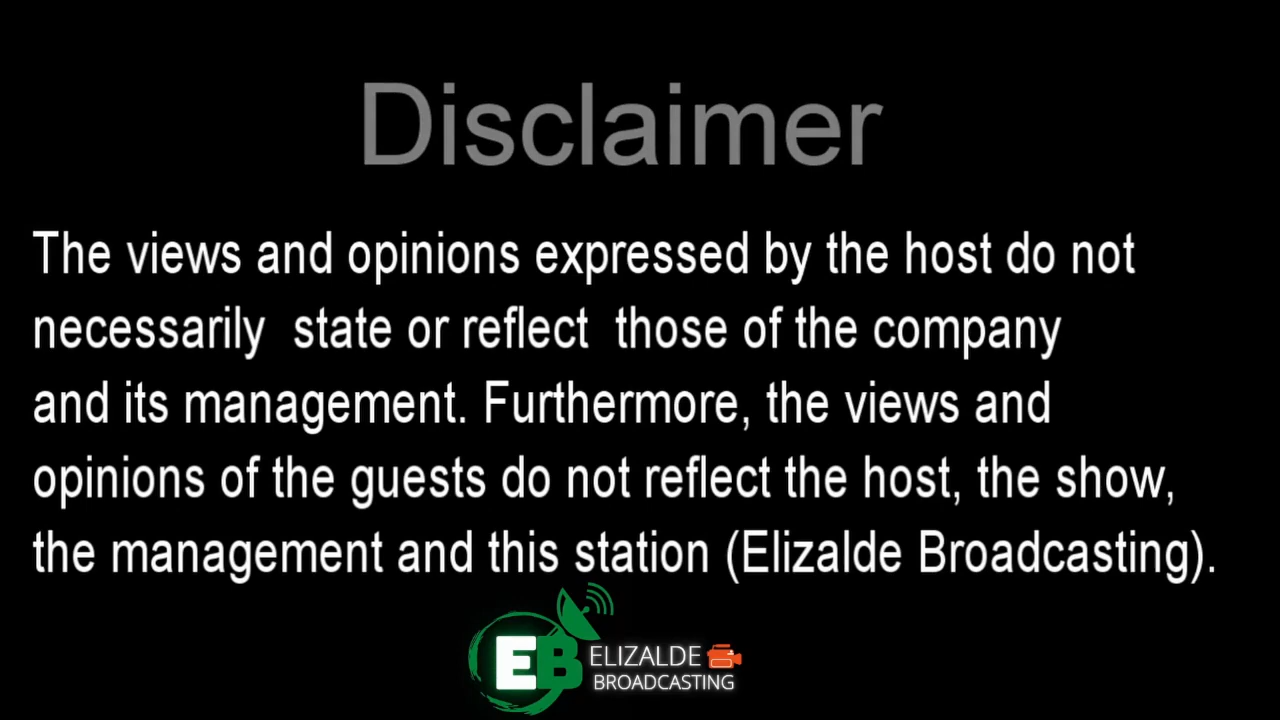 Disclaimer
The views and opinions expressed by the host do not
necessarily  state or reflect  those of the company
and its management. Furthermore, the views and
opinions of the guests do not reflect the host, the show,
the management and this station (Elizalde Broadcasting).
EB ELIZALDE
BROADCASTING